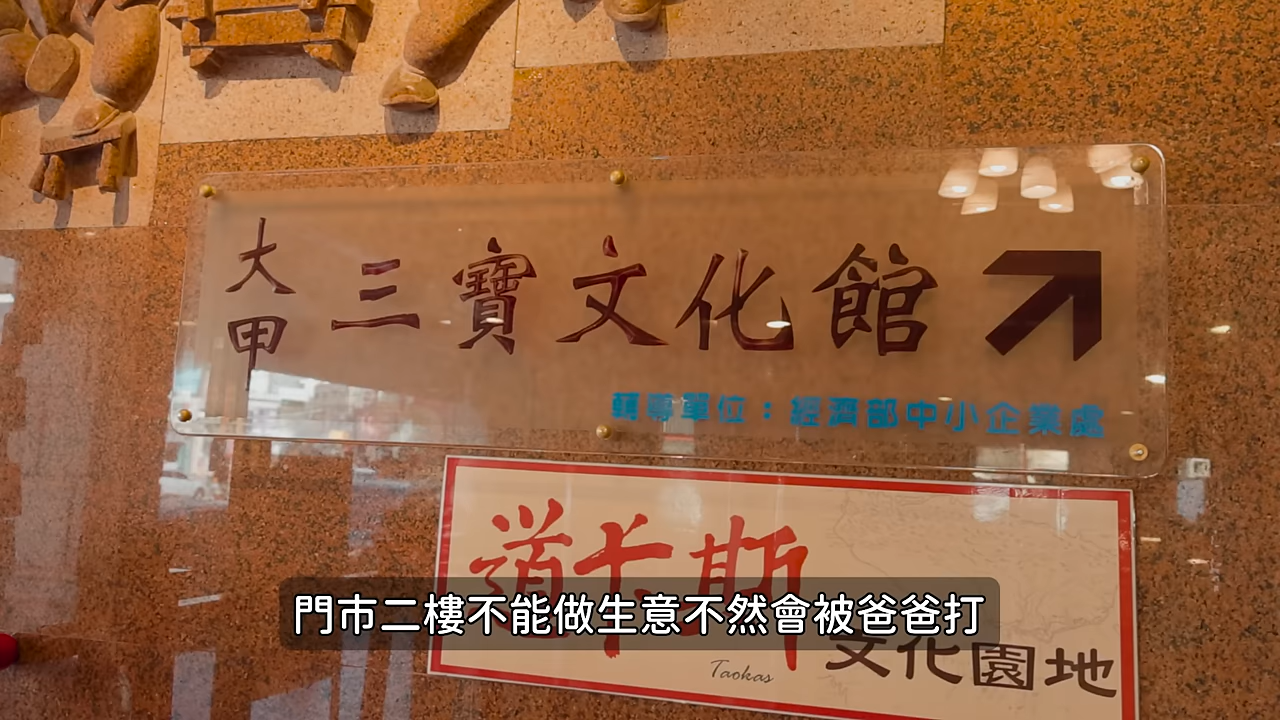 大甲 三寶文化館
輔導單位：經濟部中小企業處
道卡斯
Taokas
文化園地
門市二樓不能做生意不然會被爸爸打